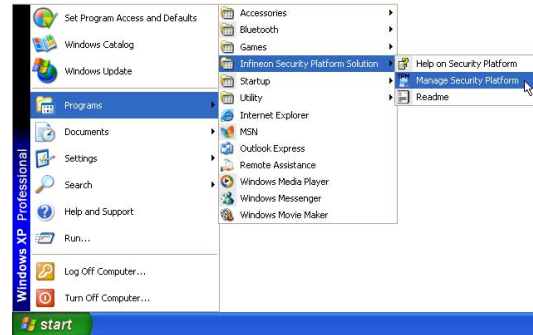 Set Program Access and Defaults
Windows Catalog
Windows Update
Programs
Documents
Settings
Search
Help and Support
Run...
Log Off Computer...
Turn Off Computer...
Windows XP Professional
start
Accessories
Bluetooth
Games
Infineon Security Platform Solution
Startup
Utility
Internet Explorer
MSN
Outlook Express
Remote Assistance
Windows Media Player
Windows Messenger
Windows Movie Maker
Help on Security Platform
Manage Security Platform
Readme